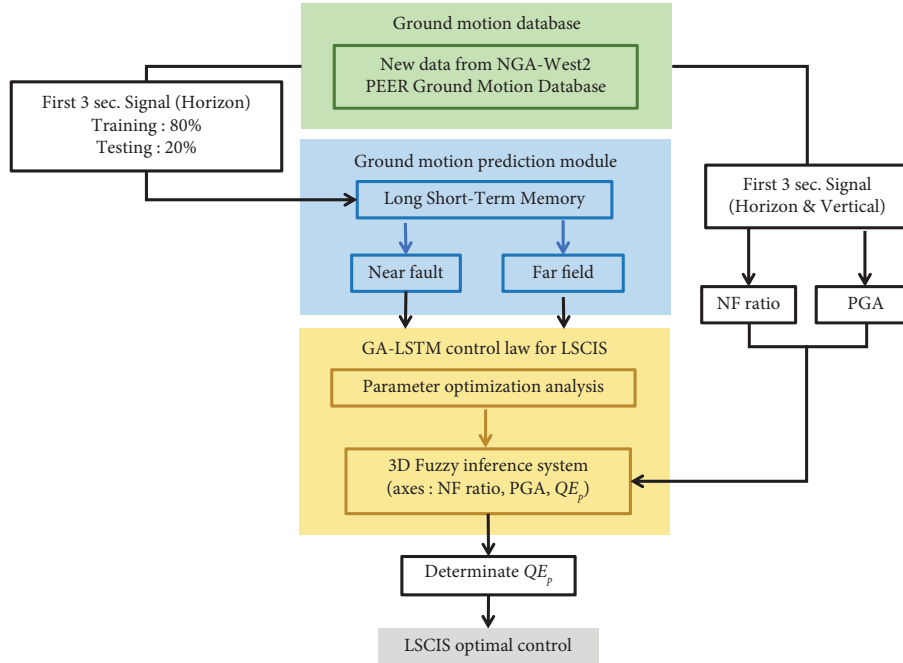 Ground motion database
New data from NGA-West2
PEER Ground Motion Database
First 3 sec. Signal (Horizon)
Training : 80%
Testing : 20%
Ground motion prediction module
Long Short-Term Memory
Near fault
Far field
First 3 sec. Signal
(Horizon & Vertical)
NF ratio
PGA
GA-LSTM control law for LSCIS
Parameter optimization analysis
3D Fuzzy inference system
(axes : NF ratio, PGA, QEp)
Determinate QEp
LSCIS optimal control